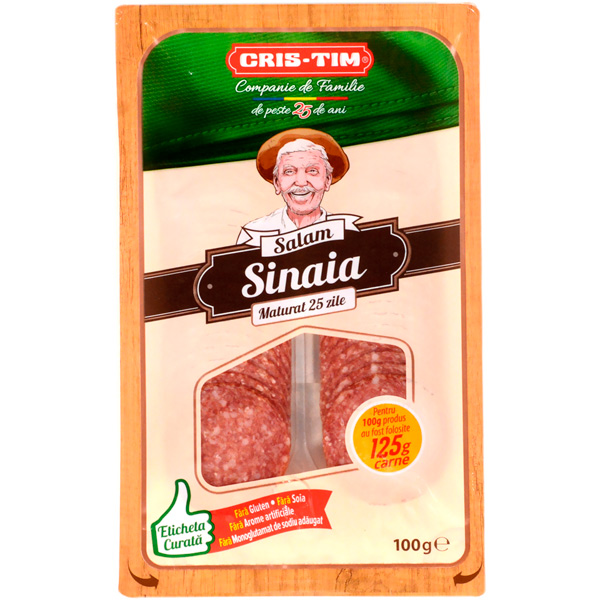 CRIS-TIM®
Companie de Familie
de peste 25 de ani
Salam
Sinaia
Maturat 25 zile
Pentru
100g produs
au fost folosite
125g
carne
Fără Gluten • Fără Soia
Fără Arome artificiale
Fără Monoglutamat de sodiu adăugat
Eticheta
Curată
100g℮